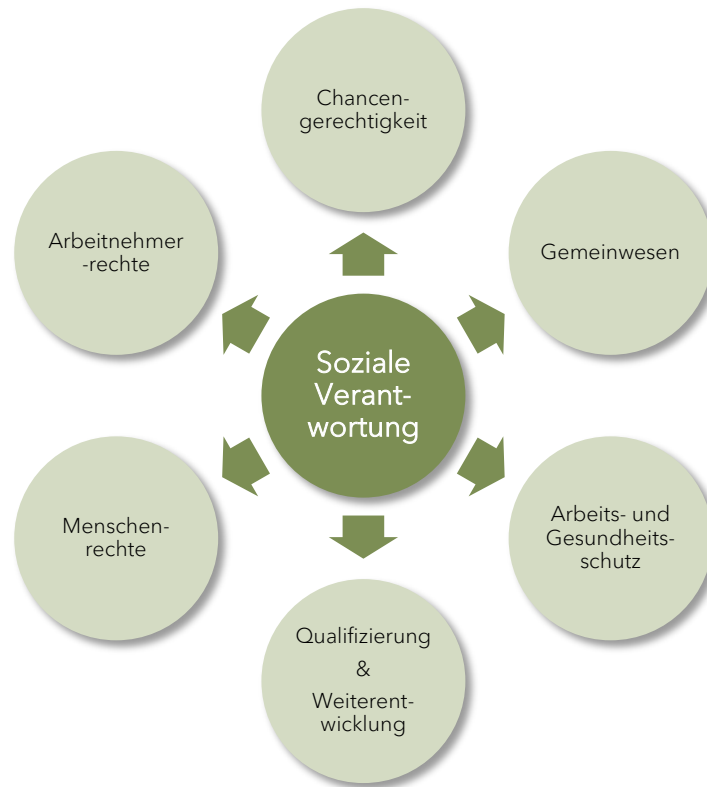 Chancen-
gerechtigkeit
Arbeitnehmer
-rechte
Gemeinwesen
Soziale
Verant-
wortung
Menschen-
rechte
Arbeits- und
Gesundheits-
schutz
Qualifizierung
&
Weiterent-
wicklung